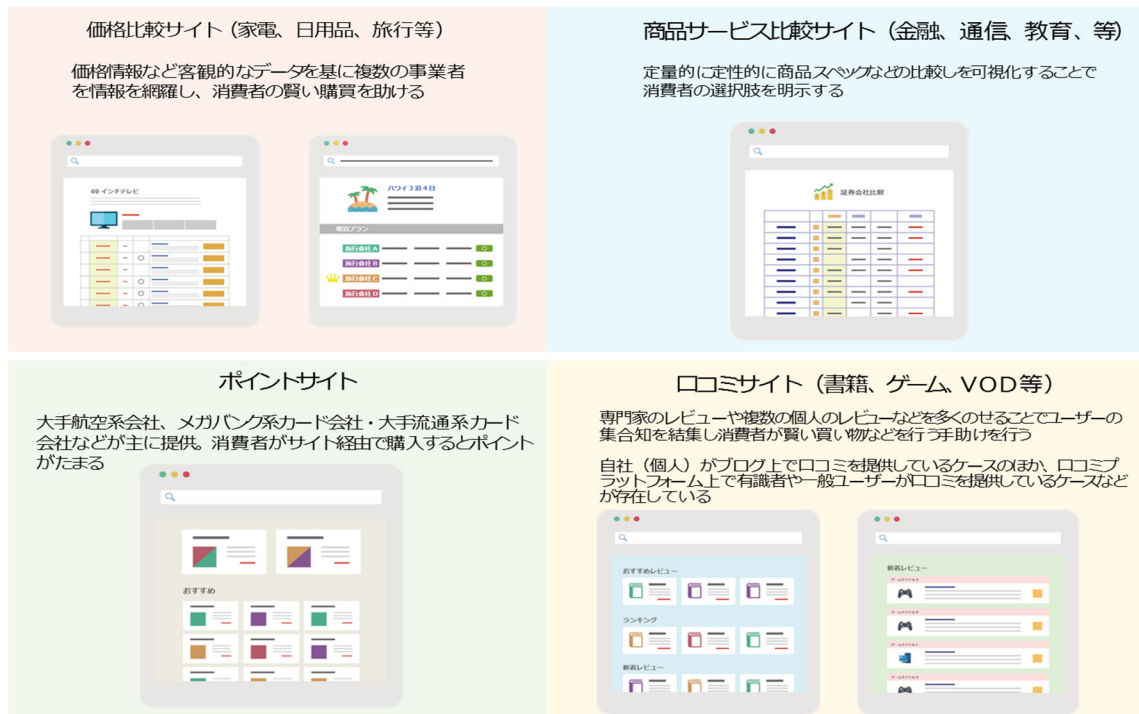 価格比較サイト（家電、日用品、旅行等）
価格情報など客観的なデータを基に複数の事業者
を情報を網羅し、消費者の賢い購買を助ける
49 インチテレビ
ハワイ３泊４日
旅行会社 A
旅行会社 B
旅行会社 C
旅行会社 D
商品サービス比較サイト（金融、通信、教育、等）
定量的に定性的に商品スペックなどの比較しを可視化することで
消費者の選択肢を明示する
証券会社比較
ポイントサイト
大手航空系会社、メガバンク系カード会社・大手流通系カード
会社などが主に提供。消費者がサイト経由で購入するとポイント
がたまる
おすすめ
口コミサイト（書籍、ゲーム、VOD等）
専門家のレビューや複数の個人のレビューなどを多くのせることでユーザーの
集合知を結集し消費者が賢い買い物などを行う手助けを行う
自社（個人）がブログ上で口コミを提供しているケースのほか、口コミプ
ラットフォーム上で有識者や一般ユーザーが口コミを提供しているケースなど
が存在している
おすすめレビュー
ランキング
新着レビュー
新着レビュー